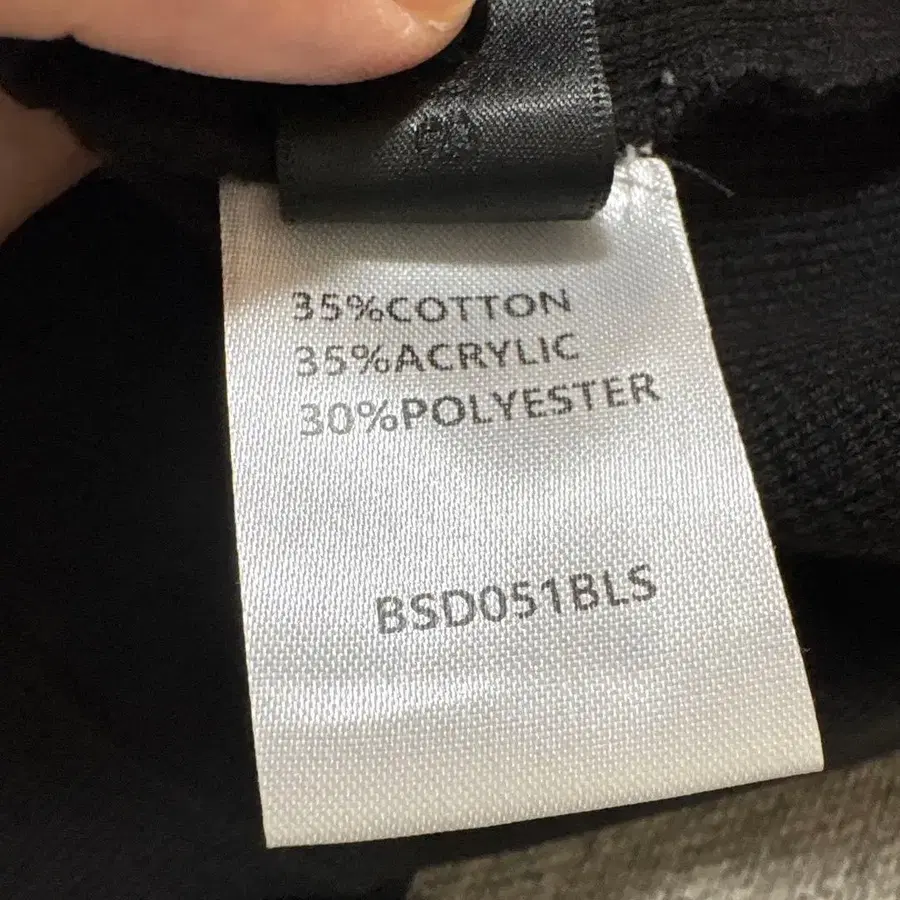 35%COTTON
35%ACRYLIC
30%POLYESTER
BSD051BLS